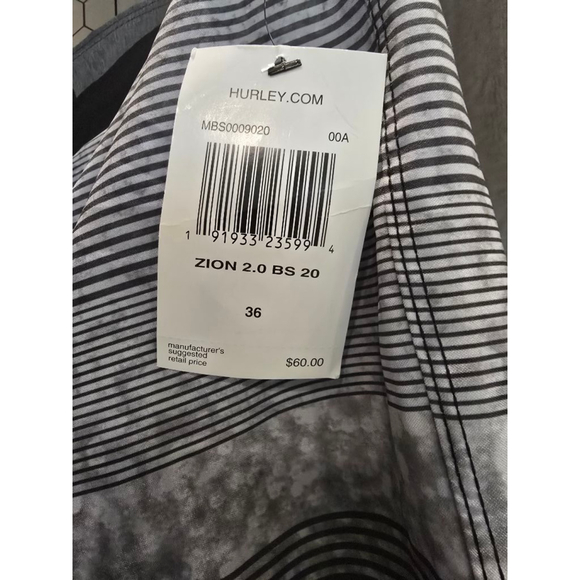 HURLEY.COM
MBS0009020 00A
1 91933 23599 4
ZION 2.0 BS 20
36
manufacturer's
suggested
retail price $60.00